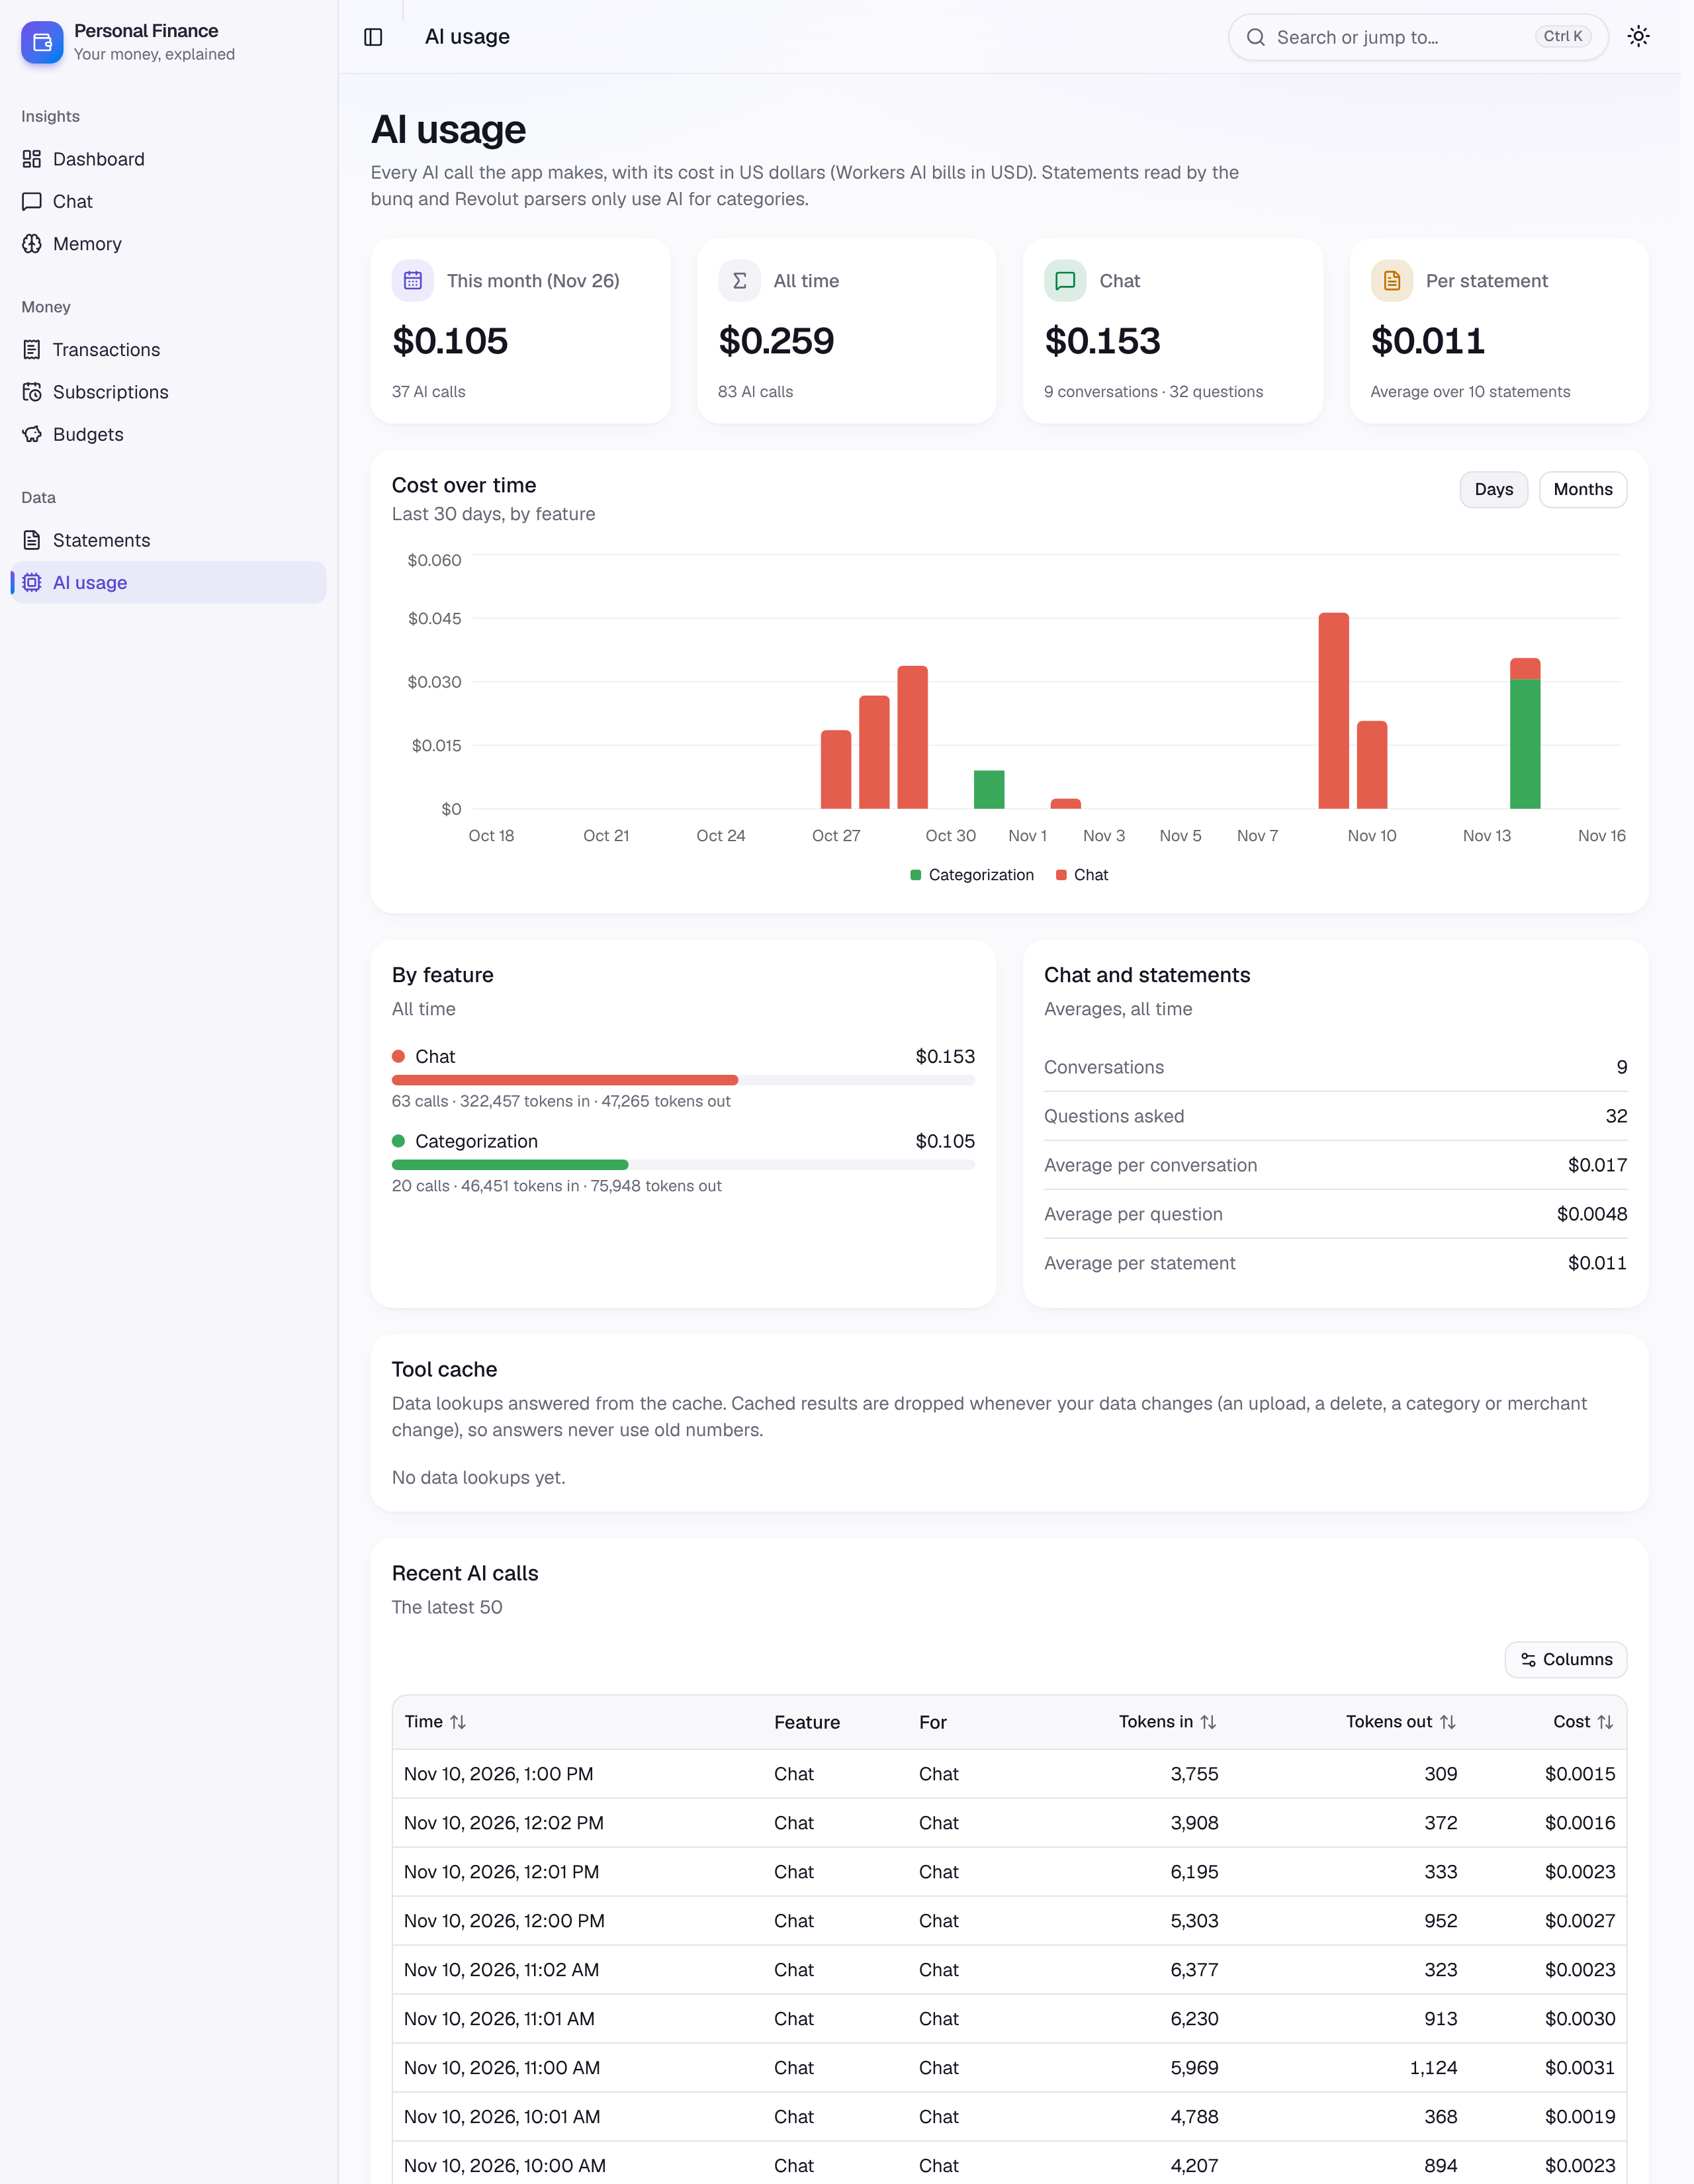 Personal Finance
Your money, explained
Insights
Dashboard
Chat
Memory
Money
Transactions
Subscriptions
Budgets
Data
Statements
AI usage
AI usage
Search or jump to...
Ctrl K
AI usage
Every AI call the app makes, with its cost in US dollars (Workers AI bills in USD). Statements read by the
bunq and Revolut parsers only use AI for categories.
This month (Nov 26)
$0.105
37 AI calls
All time
$0.259
83 AI calls
Chat
$0.153
9 conversations · 32 questions
Per statement
$0.011
Average over 10 statements
Cost over time
Last 30 days, by feature
Days
Months
$0.060
$0.045
$0.030
$0.015
$0
Oct 18 Oct 21 Oct 24 Oct 27 Oct 30 Nov 1 Nov 3 Nov 5 Nov 7 Nov 10 Nov 13 Nov 16
Categorization Chat
By feature
All time
Chat $0.153
63 calls · 322,457 tokens in · 47,265 tokens out
Categorization $0.105
20 calls · 46,451 tokens in · 75,948 tokens out
Chat and statements
Averages, all time
Conversations 9
Questions asked 32
Average per conversation $0.017
Average per question $0.0048
Average per statement $0.011
Tool cache
Data lookups answered from the cache. Cached results are dropped whenever your data changes (an upload, a delete, a category or merchant
change), so answers never use old numbers.
No data lookups yet.
Recent AI calls
The latest 50
Columns
Time Feature For Tokens in Tokens out Cost
Nov 10, 2026, 1:00 PM Chat Chat 3,755 309 $0.0015
Nov 10, 2026, 12:02 PM Chat Chat 3,908 372 $0.0016
Nov 10, 2026, 12:01 PM Chat Chat 6,195 333 $0.0023
Nov 10, 2026, 12:00 PM Chat Chat 5,303 952 $0.0027
Nov 10, 2026, 11:02 AM Chat Chat 6,377 323 $0.0023
Nov 10, 2026, 11:01 AM Chat Chat 6,230 913 $0.0030
Nov 10, 2026, 11:00 AM Chat Chat 5,969 1,124 $0.0031
Nov 10, 2026, 10:01 AM Chat Chat 4,788 368 $0.0019
Nov 10, 2026, 10:00 AM Chat Chat 4,207 894 $0.0023